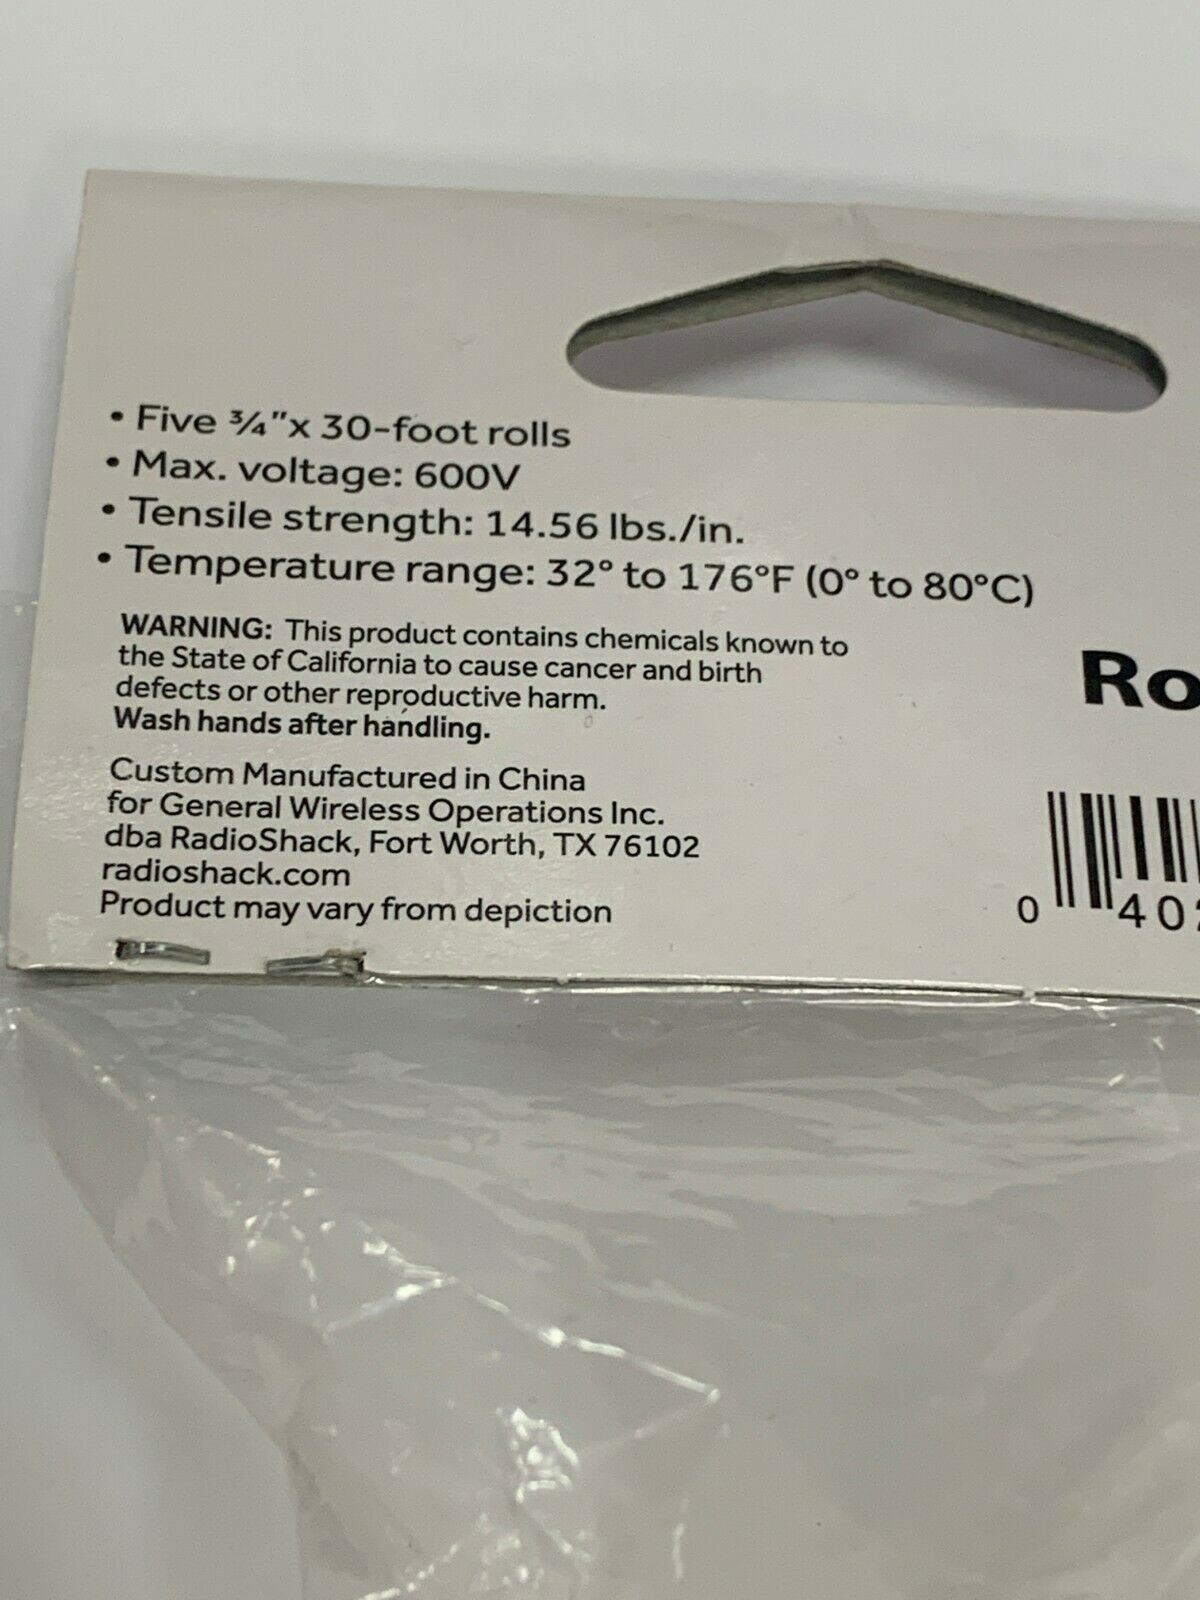 • Five ¾"x 30-foot rolls
• Max. voltage: 600V
• Tensile strength: 14.56 lbs./in.
• Temperature range: 32° to 176°F (0° to 80°C)
WARNING: This product contains chemicals known to
the State of California to cause cancer and birth
defects or other reproductive harm.
Wash hands after handling.
Custom Manufactured in China
for General Wireless Operations Inc.
dba RadioShack, Fort Worth, TX 76102
radioshack.com
Product may vary from depiction
Ro
0 40